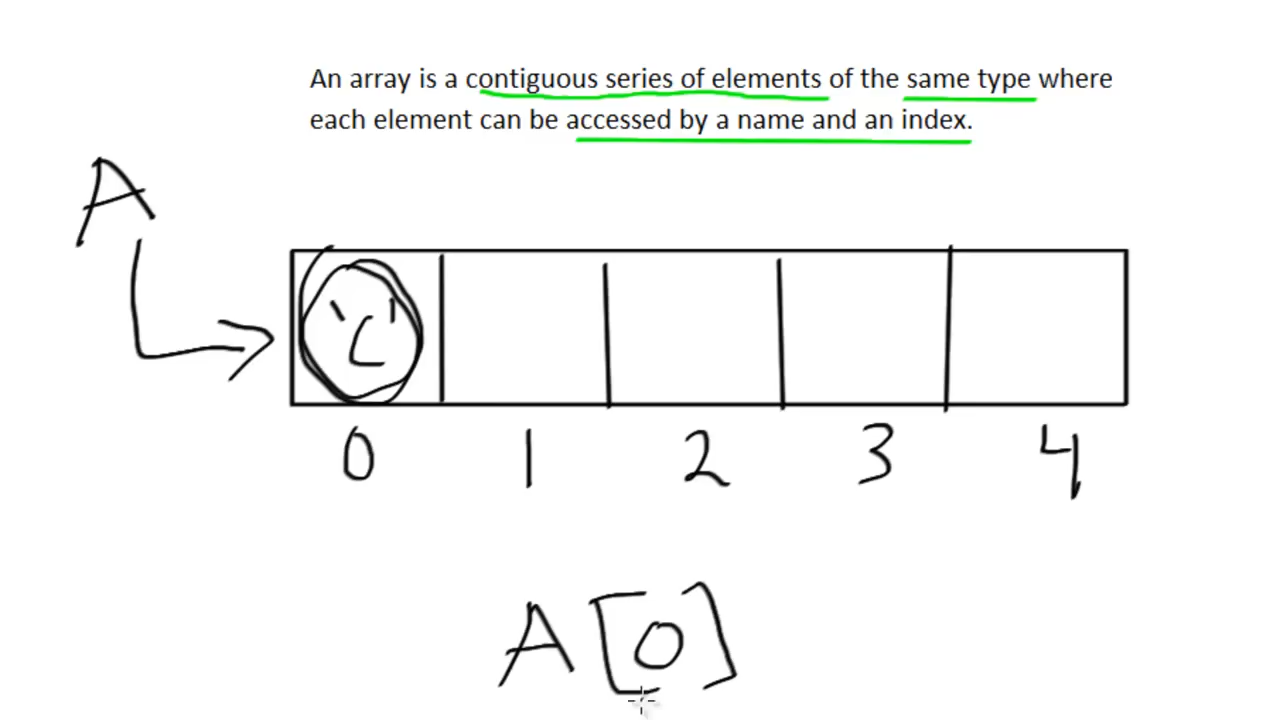 An array is a contiguous series of elements of the same type where
each element can be accessed by a name and an index.
A
'C'
0 1 2 3 4
A[0]